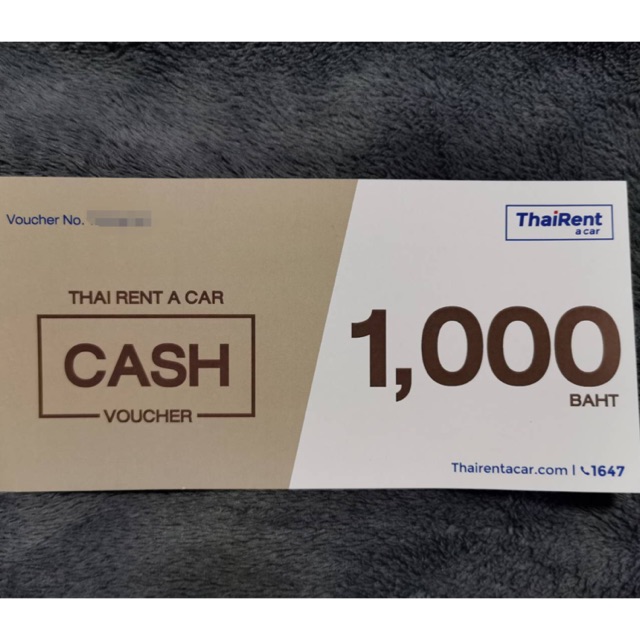 Voucher No.
THAI RENT A CAR
CASH
VOUCHER
ThaiRent
a car
1,000
BAHT
Thairentacar.com | 1647